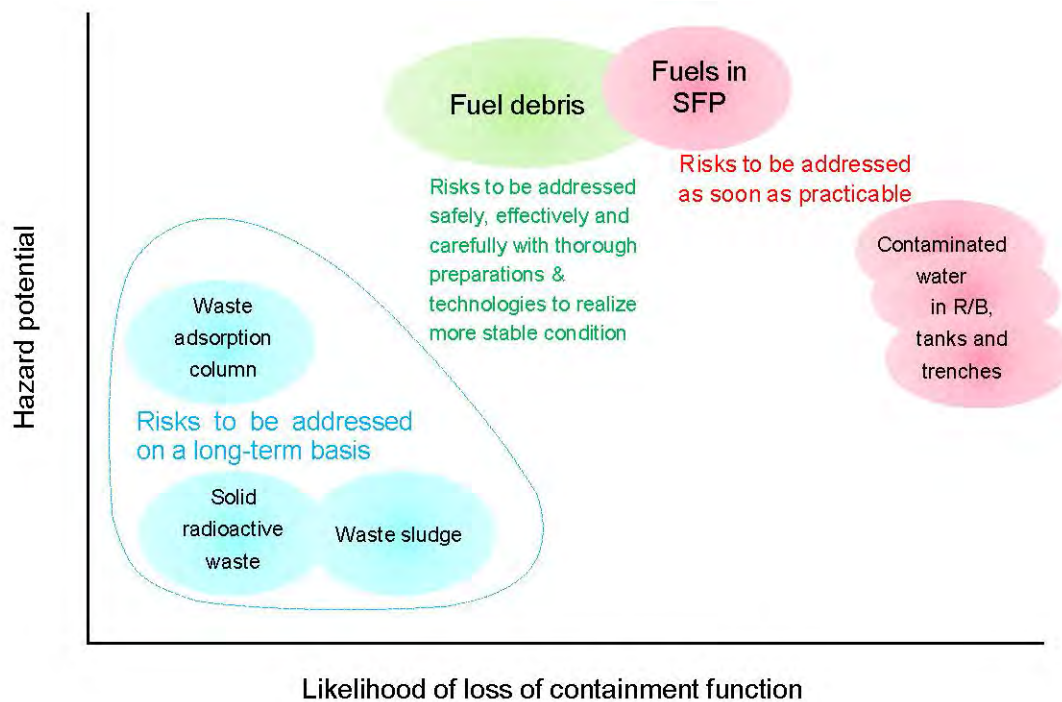 Hazard potential
Fuel debris
Fuels in
SFP
Risks to be addressed
as soon as practicable
Risks to be addressed
safely, effectively and
carefully with thorough
preparations &
technologies to realize
more stable condition
Contaminated
water
in R/B,
tanks and
trenches
Waste
adsorption
column
Risks to be addressed
on a long-term basis
Solid
radioactive
waste
Waste sludge
Likelihood of loss of containment function